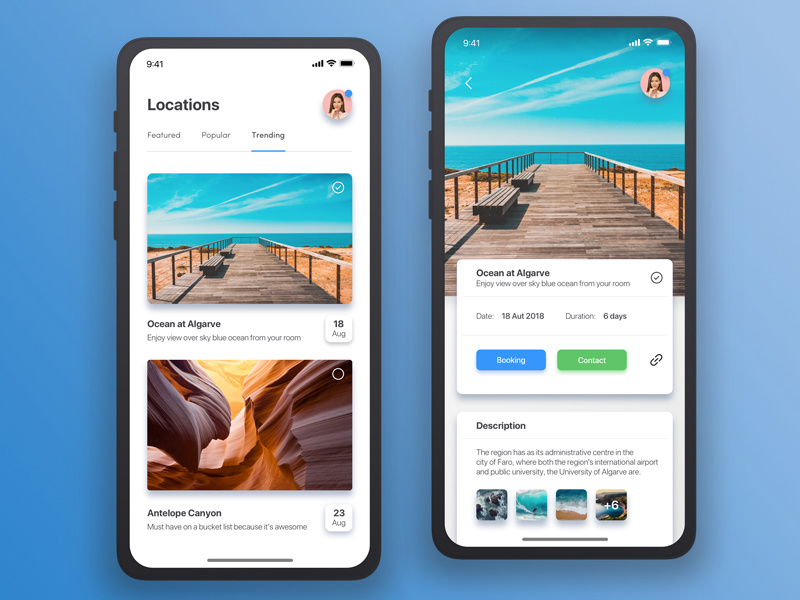 9:41
Locations
Featured
Popular
Trending
Ocean at Algarve
Enjoy view over sky blue ocean from your room
18
Aug
Antelope Canyon
Must have on a bucket list because it's awesome
23
Aug
9:41
Ocean at Algarve
Enjoy view over sky blue ocean from your room
Date: 18 Aut 2018
Duration: 6 days
Booking
Contact
Description
The region has as its administrative centre in the
city of Faro, where both the region's international airport
and public university, the University of Algarve are.
+6